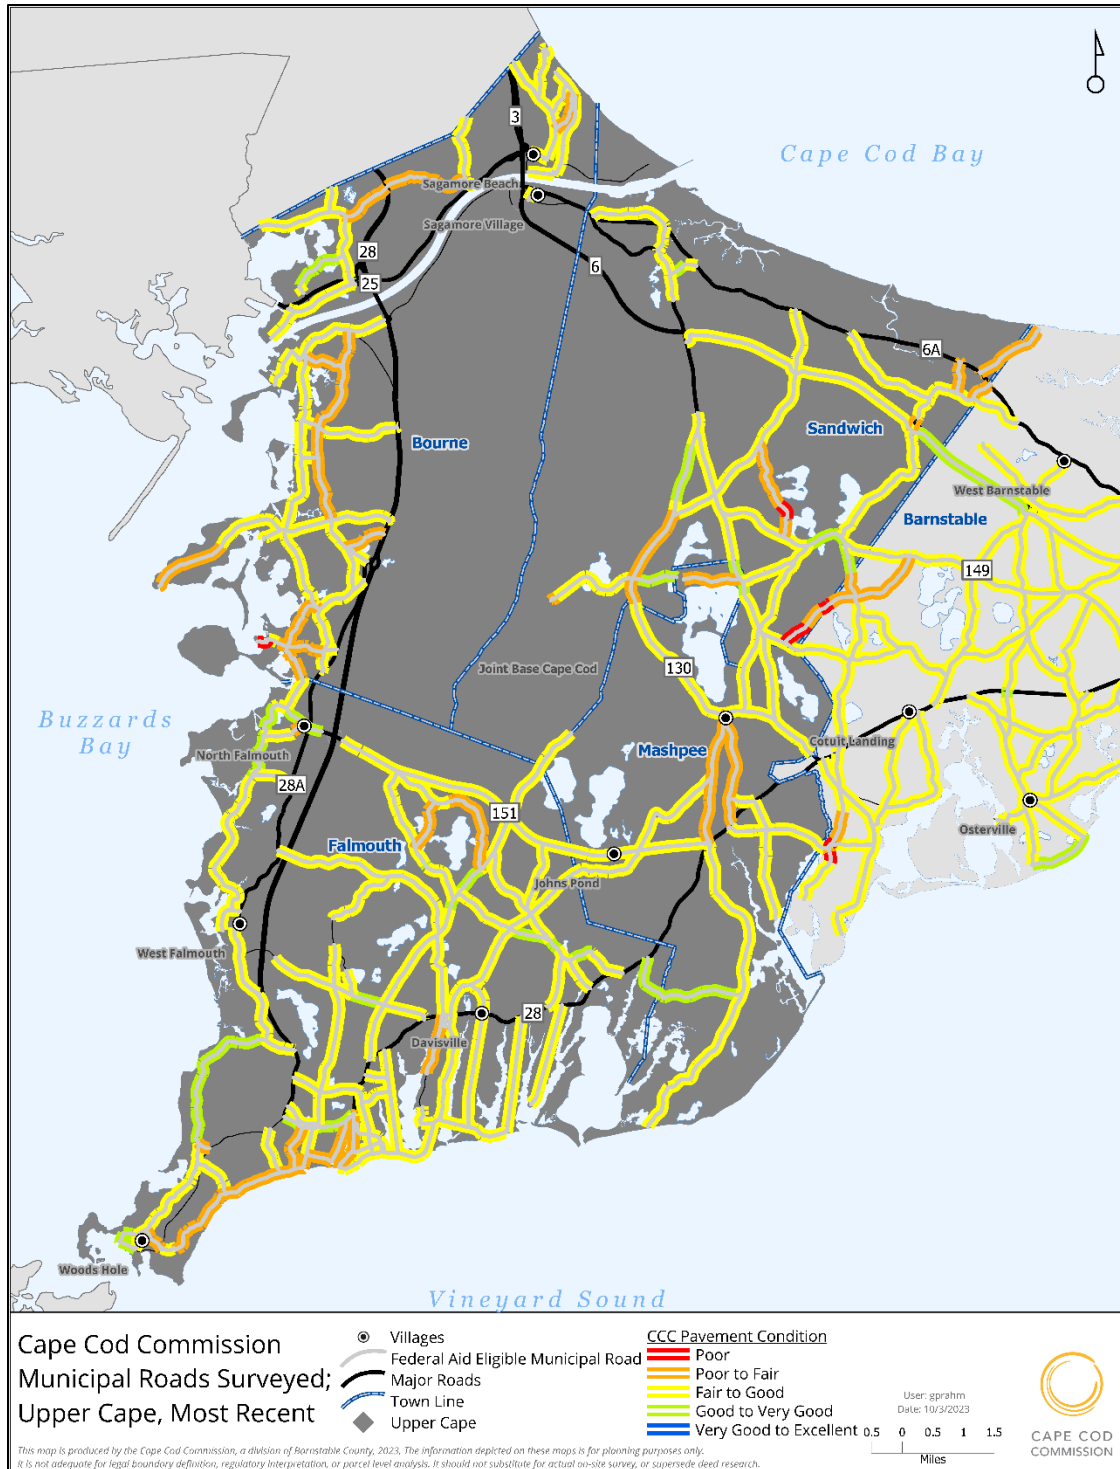 3
Cape Cod Bay
Sagamore Beach
Sagamore Village
28
25
6
6A
Bourne
Sandwich
West Barnstable
Barnstable
149
130
Joint Base Cape Cod
Buzzards
Bay
North Falmouth
Mashpee
Cotuit Landing
28A
151
Falmouth
Osterville
Johns Pond
West Falmouth
28
Davisville
Woods Hole
Vineyard Sound
Cape Cod Commission
Municipal Roads Surveyed;
Upper Cape, Most Recent
Villages
Federal Aid Eligible Municipal Road
Major Roads
Town Line
Upper Cape
CCC Pavement Condition
Poor
Poor to Fair
Fair to Good
Good to Very Good
Very Good to Excellent
User: gprahm
Date: 10/3/2023
0.5 0 0.5 1 1.5
Miles
CAPE COD
COMMISSION
This map is produced by the Cape Cod Commission, a division of Barnstable County, 2023, The information depicted on these maps is for planning purposes only.
It is not adequate for legal boundary definition, regulatory interpretation, or parcel level analysis. It should not substitute for actual on-site survey, or supersede deed research.